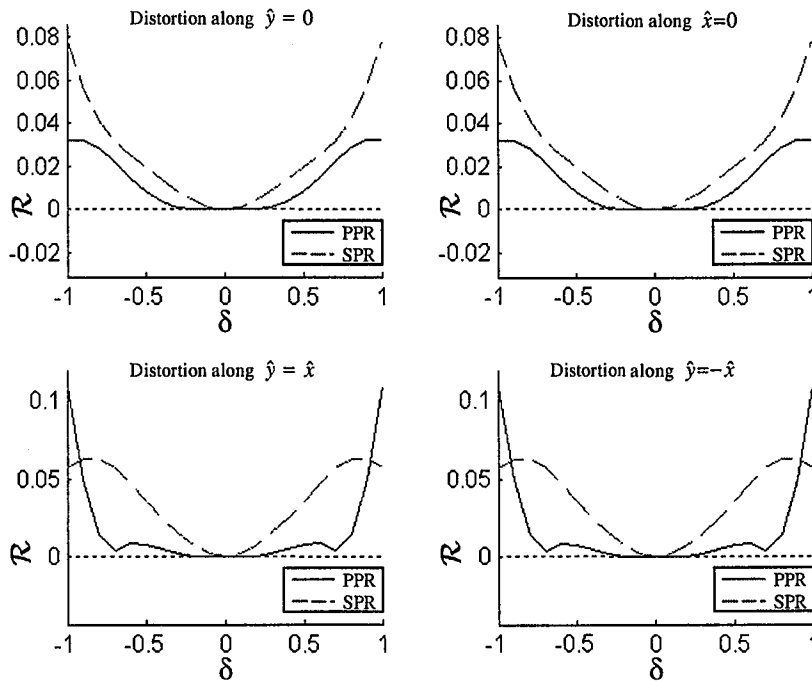 Distortion along ŷ = 0
0.08
0.06
0.04
0.02
0
-0.02
R
-1
-0.5
0
0.5
1
δ
PPR
SPR
Distortion along x̂=0
0.08
0.06
0.04
0.02
0
-0.02
R
-1
-0.5
0
0.5
1
δ
PPR
SPR
Distortion along ŷ = x̂
0.1
0.05
0
R
-1
-0.5
0
0.5
1
δ
PPR
SPR
Distortion along ŷ=-x̂
0.1
0.05
0
R
-1
-0.5
0
0.5
1
δ
PPR
SPR